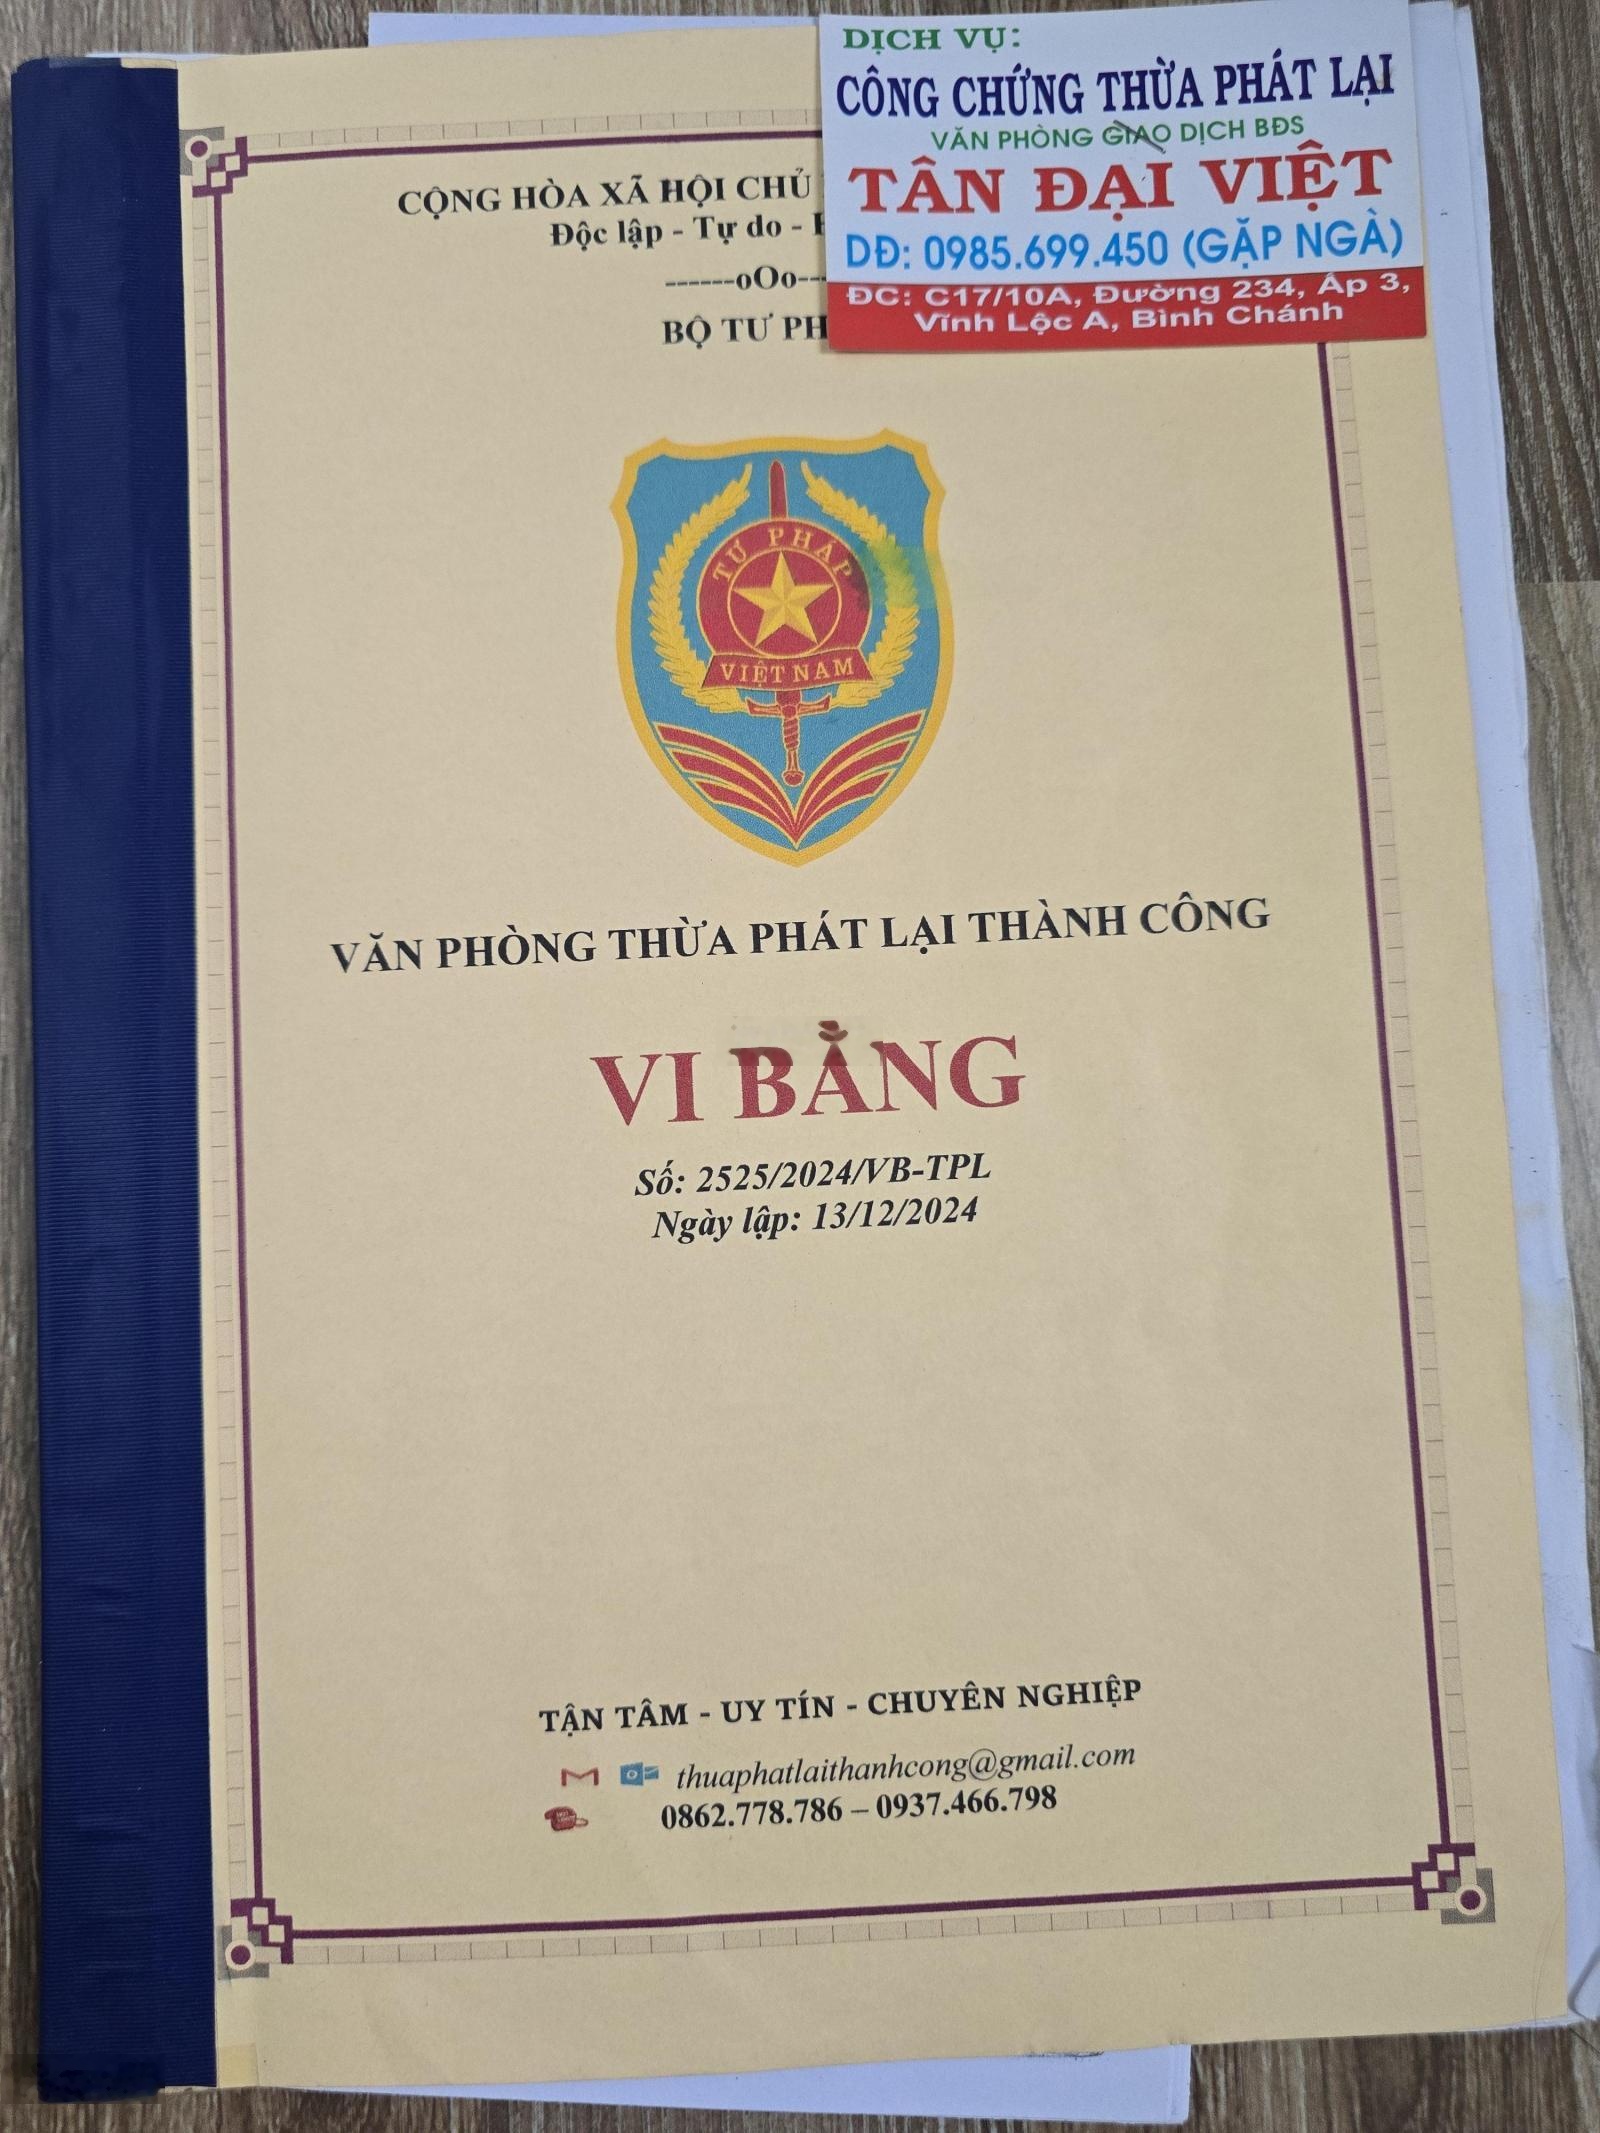 DỊCH VỤ:
CÔNG CHỨNG THỪA PHÁT LẠI
VĂN PHÒNG GIAO DỊCH BĐS
TÂN ĐẠI VIỆT
DĐ: 0985.699.450 (GẶP NGÀ)
ĐC: C17/10A, Đường 234, Ấp 3,
Vĩnh Lộc A, Bình Chánh
CỘNG HÒA XÃ HỘI CHỦ
Độc lập - Tự do -
------oOo---
BỘ TƯ PH
TƯ PHÁP
VIỆT NAM
VĂN PHÒNG THỪA PHÁT LẠI THÀNH CÔNG
VI BẰNG
Số: 2525/2024/VB-TPL
Ngày lập: 13/12/2024
TẬN TÂM - UY TÍN - CHUYÊN NGHIỆP
thuaphatlaithanhcong@gmail.com
0862.778.786 – 0937.466.798